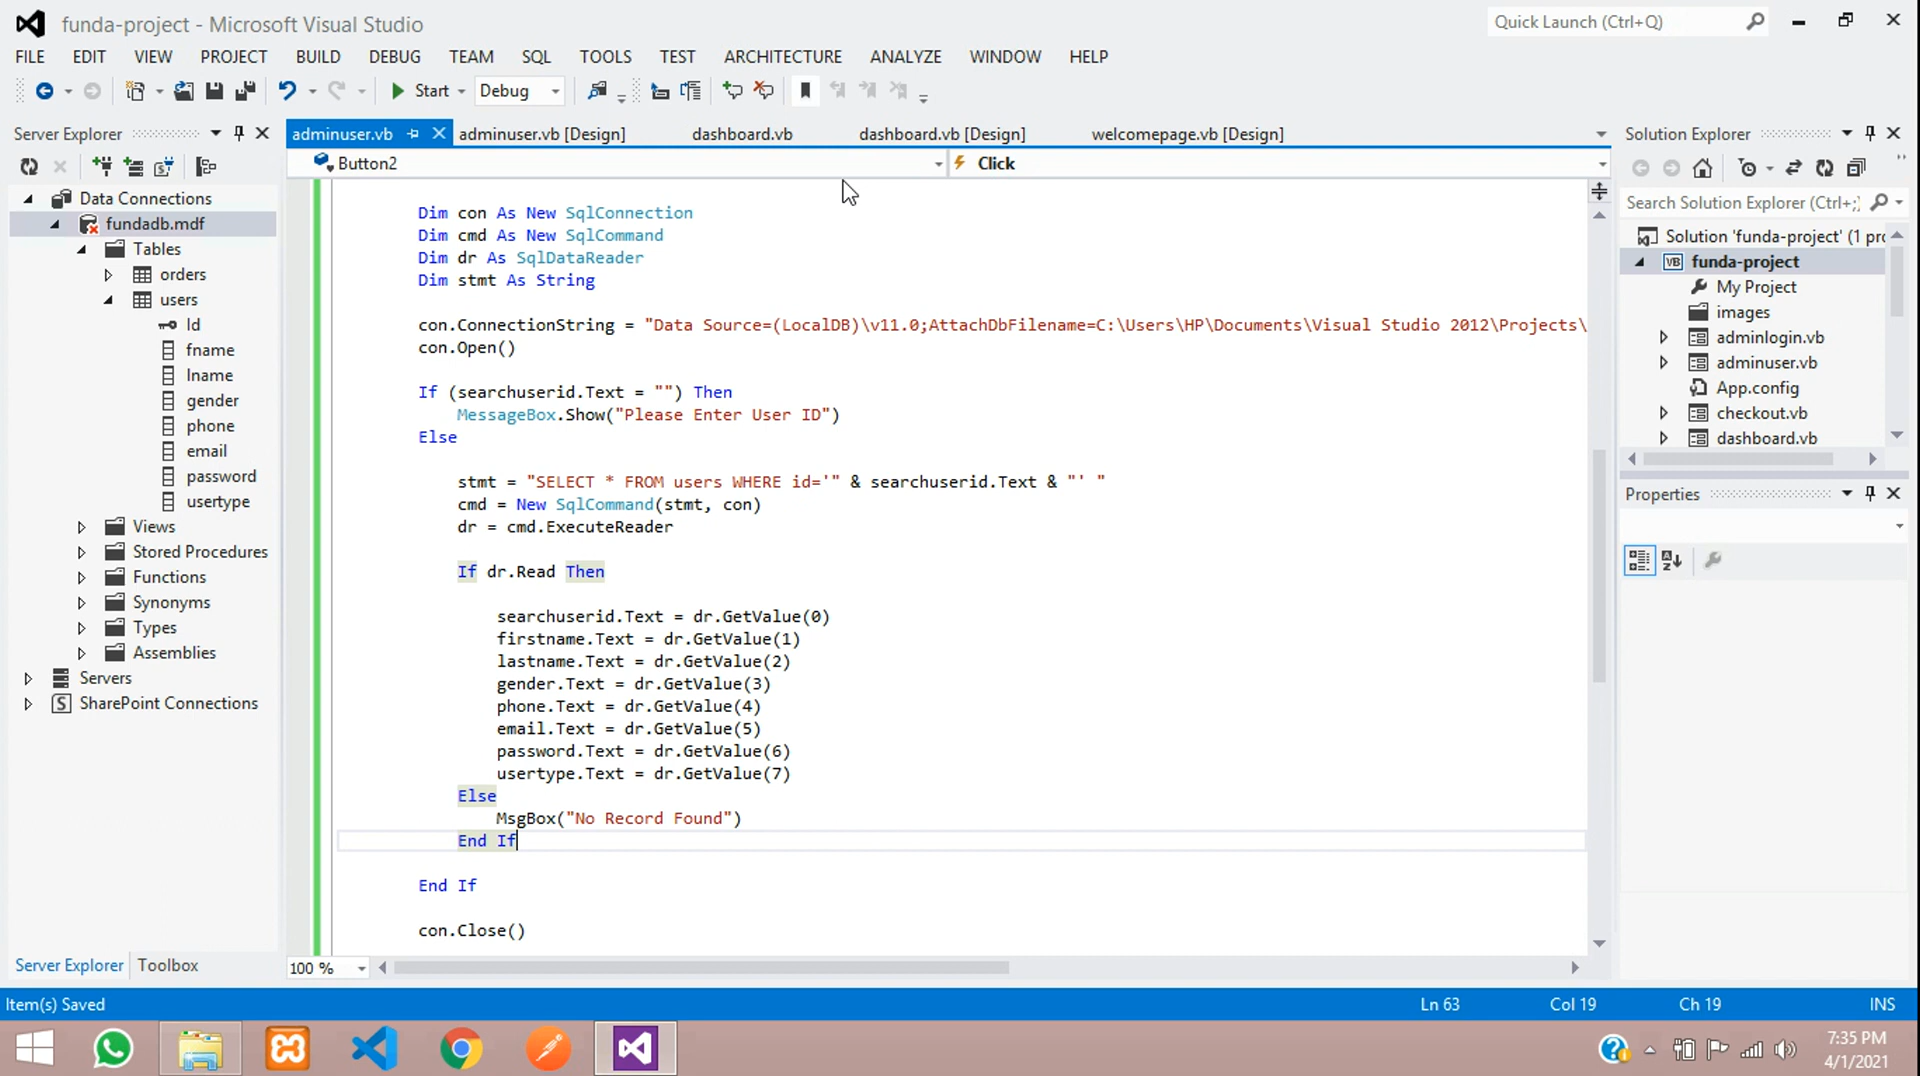 funda-project - Microsoft Visual Studio
Quick Launch (Ctrl+Q)
FILE EDIT VIEW PROJECT BUILD DEBUG TEAM SQL TOOLS TEST ARCHITECTURE ANALYZE WINDOW HELP
Start Debug
Server Explorer
Data Connections
fundadb.mdf
Tables
orders
users
Id
fname
lname
gender
phone
email
password
usertype
Views
Stored Procedures
Functions
Synonyms
Types
Assemblies
Servers
SharePoint Connections
Server Explorer Toolbox
adminuser.vb adminuser.vb [Design] dashboard.vb dashboard.vb [Design] welcomepage.vb [Design]
Button2 Click
Dim con As New SqlConnection
Dim cmd As New SqlCommand
Dim dr As SqlDataReader
Dim stmt As String
con.ConnectionString = "Data Source=(LocalDB)\v11.0;AttachDbFilename=C:\Users\HP\Documents\Visual Studio 2012\Projects\
con.Open()
If (searchuserid.Text = "") Then
MessageBox.Show("Please Enter User ID")
Else
stmt = "SELECT * FROM users WHERE id='" & searchuserid.Text & "' "
cmd = New SqlCommand(stmt, con)
dr = cmd.ExecuteReader
If dr.Read Then
searchuserid.Text = dr.GetValue(0)
firstname.Text = dr.GetValue(1)
lastname.Text = dr.GetValue(2)
gender.Text = dr.GetValue(3)
phone.Text = dr.GetValue(4)
email.Text = dr.GetValue(5)
password.Text = dr.GetValue(6)
usertype.Text = dr.GetValue(7)
Else
MsgBox("No Record Found")
End If
End If
con.Close()
100 %
Solution Explorer
Search Solution Explorer (Ctrl+;)
Solution 'funda-project' (1 pro
VB funda-project
My Project
images
adminlogin.vb
adminuser.vb
App.config
checkout.vb
dashboard.vb
Properties
Item(s) Saved
Ln 63 Col 19 Ch 19 INS
7:35 PM
4/1/2021